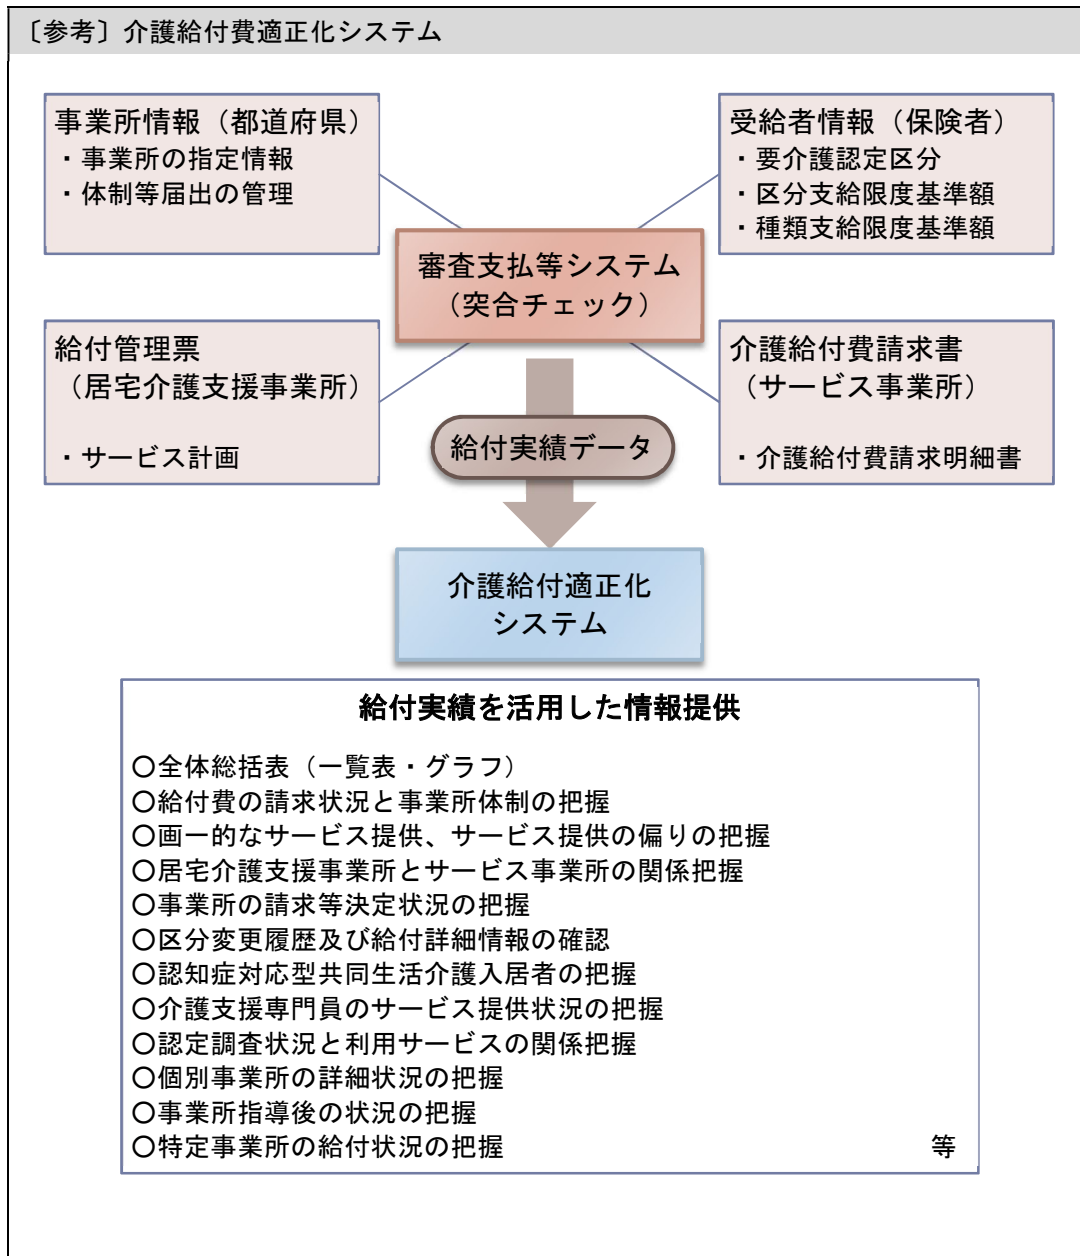 〔参考〕介護給付費適正化システム
事業所情報（都道府県）
・事業所の指定情報
・体制等届出の管理
受給者情報（保険者）
・要介護認定区分
・区分支給限度基準額
・種類支給限度基準額
審査支払等システム
（突合チェック）
給付管理票
（居宅介護支援事業所）
・サービス計画
介護給付費請求書
（サービス事業所）
・介護給付費請求明細書
給付実績データ
介護給付適正化
システム
給付実績を活用した情報提供
○全体総括表（一覧表・グラフ）
○給付費の請求状況と事業所体制の把握
○画一的なサービス提供、サービス提供の偏りの把握
○居宅介護支援事業所とサービス事業所の関係把握
○事業所の請求等決定状況の把握
○区分変更履歴及び給付詳細情報の確認
○認知症対応型共同生活介護入居者の把握
○介護支援専門員のサービス提供状況の把握
○認定調査状況と利用サービスの関係把握
○個別事業所の詳細状況の把握
○事業所指導後の状況の把握
○特定事業所の給付状況の把握 等